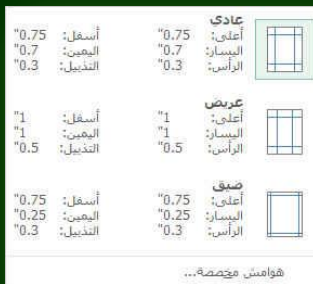 عادي
أعلى: 0.75" أسفل: 0.75"
اليسار: 0.7" اليمين: 0.7"
الرأس: 0.3" التذييل: 0.3"
عريض
أعلى: 1" أسفل: 1"
اليسار: 1" اليمين: 1"
الرأس: 0.5" التذييل: 0.5"
ضيق
أعلى: 0.75" أسفل: 0.75"
اليسار: 0.25" اليمين: 0.25"
الرأس: 0.3" التذييل: 0.3"
هوامش مخصصة...